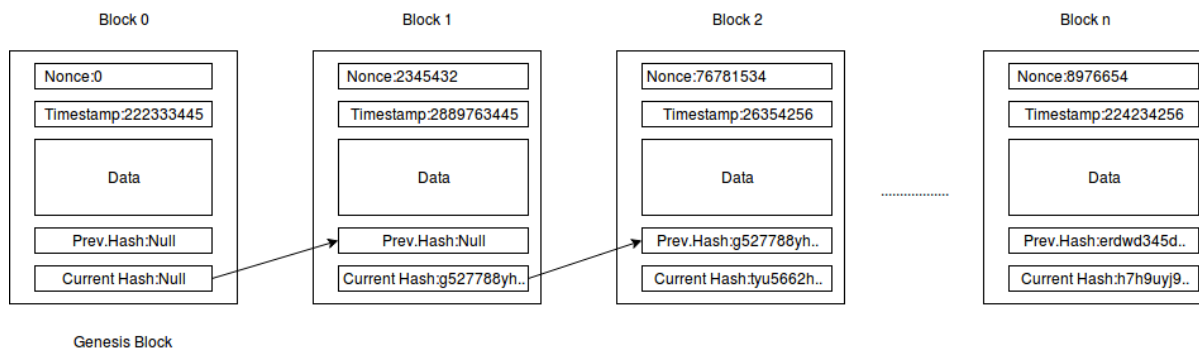 Block 0
Nonce:0
Timestamp:222333445
Data
Prev.Hash:Null
Current Hash:Null
Genesis Block
Block 1
Nonce:2345432
Timestamp:2889763445
Data
Prev.Hash:Null
Current Hash:g527788yh..
Block 2
Nonce:76781534
Timestamp:26354256
Data
Prev.Hash:g527788yh..
Current Hash:tyu5662h..
..................
Block n
Nonce:8976654
Timestamp:224234256
Data
Prev.Hash:erdwd345d..
Current Hash:h7h9uyj9..